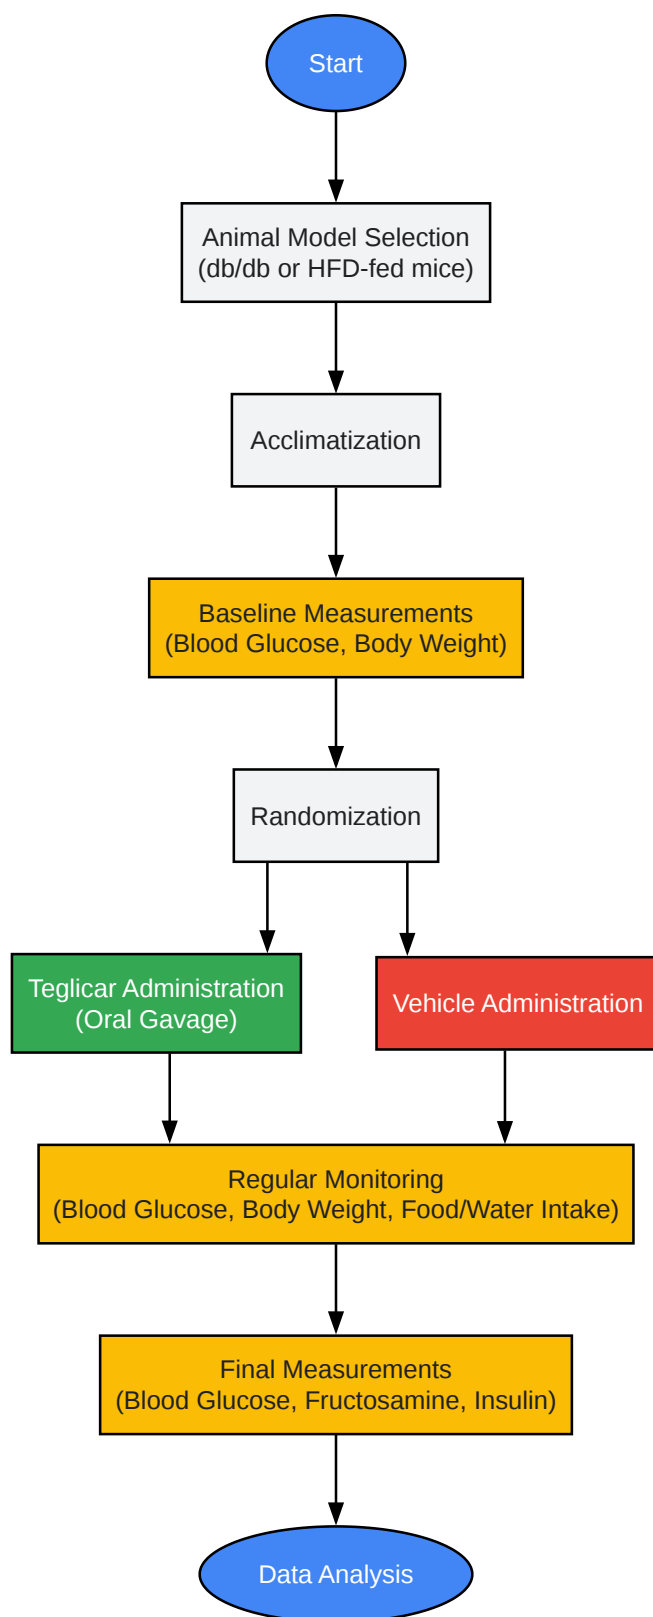 Start
Animal Model Selection
(db/db or HFD-fed mice)
Acclimatization
Baseline Measurements
(Blood Glucose, Body Weight)
Randomization
Teglicar Administration
(Oral Gavage)
Vehicle Administration
Regular Monitoring
(Blood Glucose, Body Weight, Food/Water Intake)
Final Measurements
(Blood Glucose, Fructosamine, Insulin)
Data Analysis